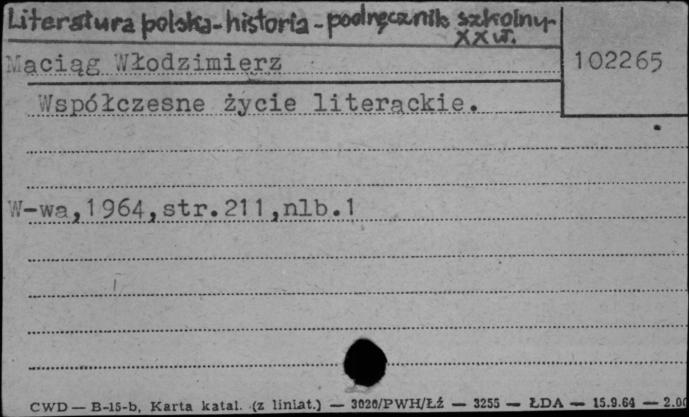 Literatura polska-historia-podręcznik szkolny-
XX w.
Maciąg Włodzimierz
102265
Współczesne życie literackie.
W-wa,1964,str.211,nlb.1
CWD — B-15-b, Karta katal. (z liniat.) — 3020/PWH/Łź — 3255 — ŁDA — 15.9.64 — 2.00